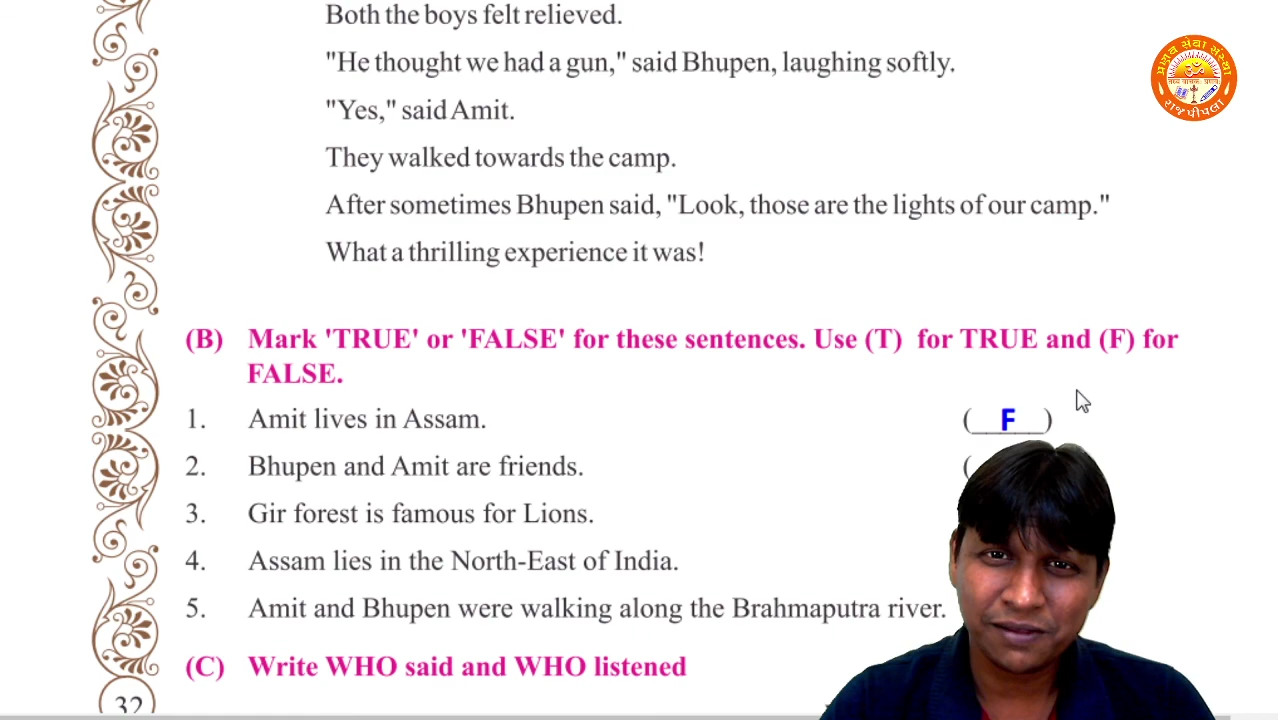 Both the boys felt relieved.
"He thought we had a gun," said Bhupen, laughing softly.
"Yes," said Amit.
They walked towards the camp.
After sometimes Bhupen said, "Look, those are the lights of our camp."
What a thrilling experience it was!
પ્રણવ સેવા સંસ્થા
ॐ
રાજપીપલા
(B) Mark 'TRUE' or 'FALSE' for these sentences. Use (T) for TRUE and (F) for
FALSE.
1. Amit lives in Assam. ( F )
2. Bhupen and Amit are friends. (
3. Gir forest is famous for Lions.
4. Assam lies in the North-East of India.
5. Amit and Bhupen were walking along the Brahmaputra river.
(C) Write WHO said and WHO listened
32